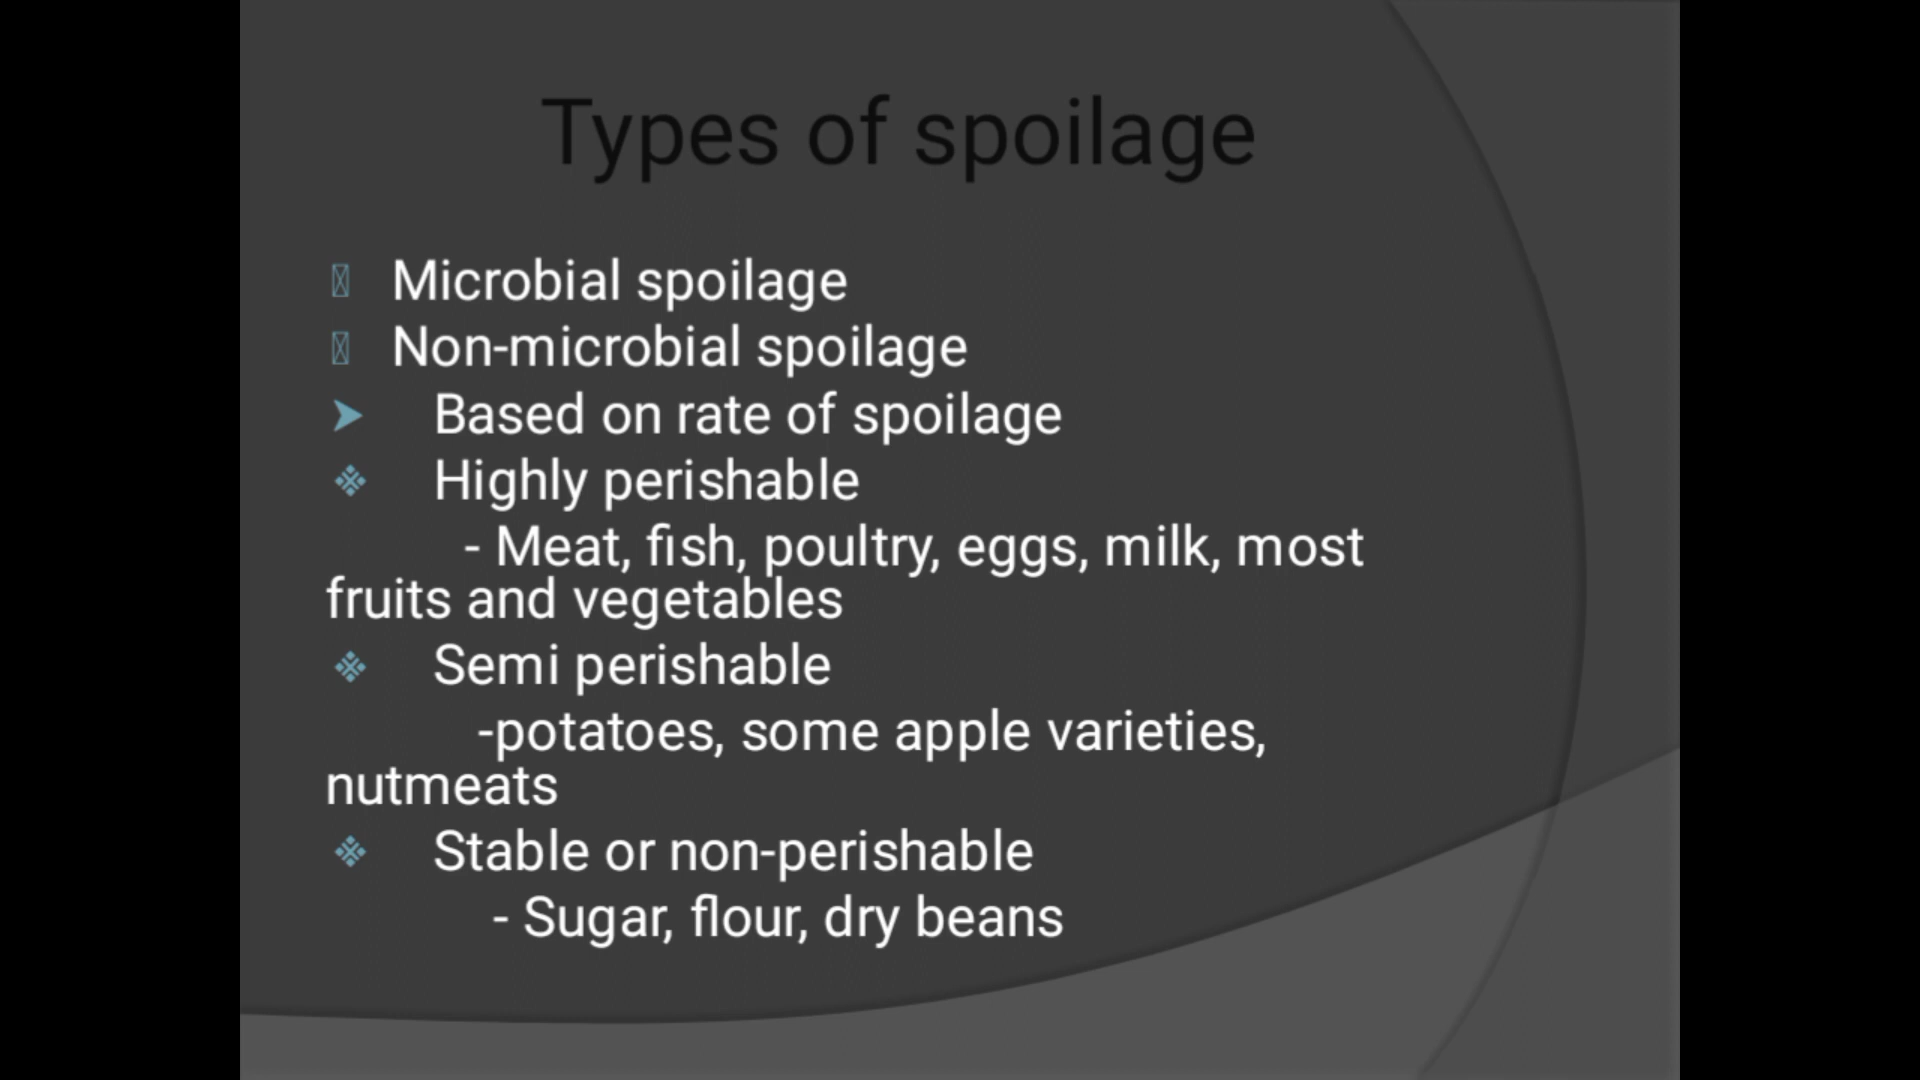 Types of spoilage
Microbial spoilage
Non-microbial spoilage
➤ Based on rate of spoilage
❖ Highly perishable
- Meat, fish, poultry, eggs, milk, most
fruits and vegetables
❖ Semi perishable
-potatoes, some apple varieties,
nutmeats
❖ Stable or non-perishable
- Sugar, flour, dry beans